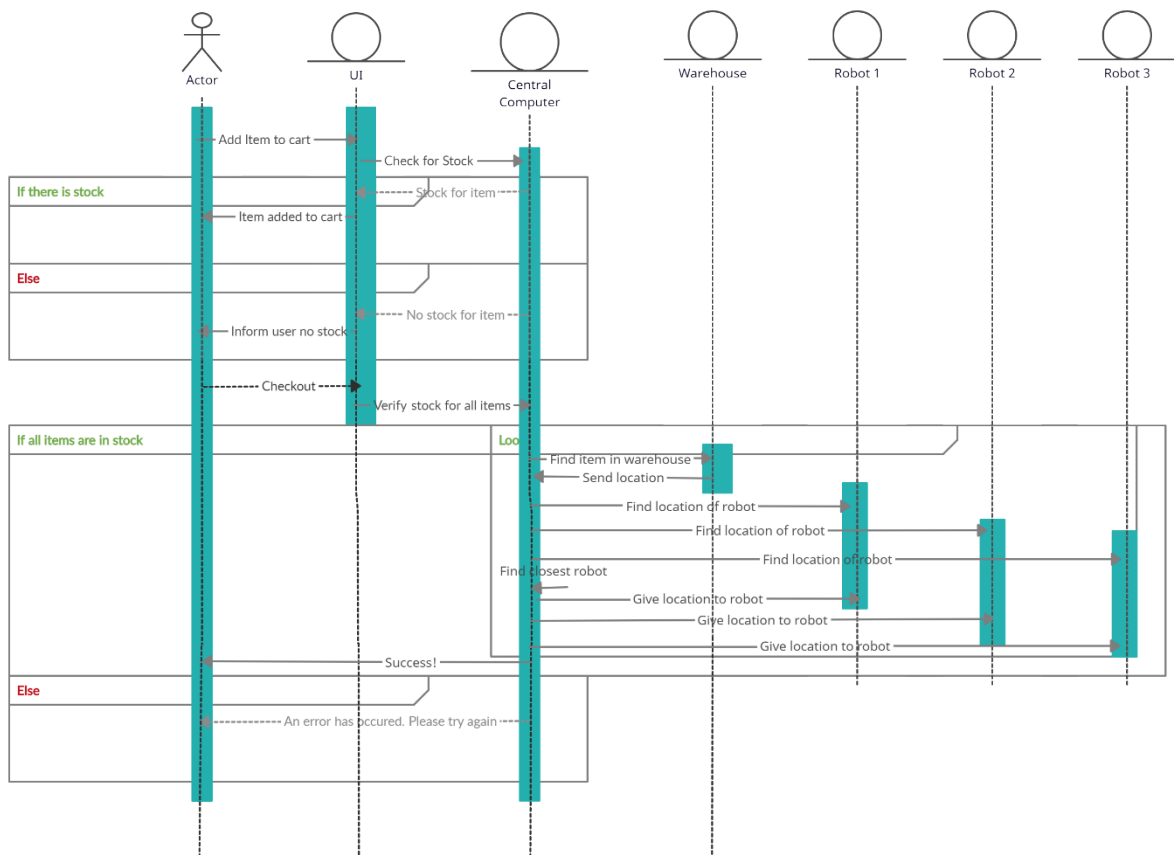 Actor
UI
Central
Computer
Warehouse
Robot 1
Robot 2
Robot 3
Add Item to cart
Check for Stock
If there is stock
Stock for item
Item added to cart
Else
No stock for item
Inform user no stock
Checkout
Verify stock for all items
If all items are in stock
Loo
Find item in warehouse
Send location
Find location of robot
Find location of robot
Find location of robot
Find closest robot
Give location to robot
Give location to robot
Give location to robot
Success!
Else
An error has occured. Please try again